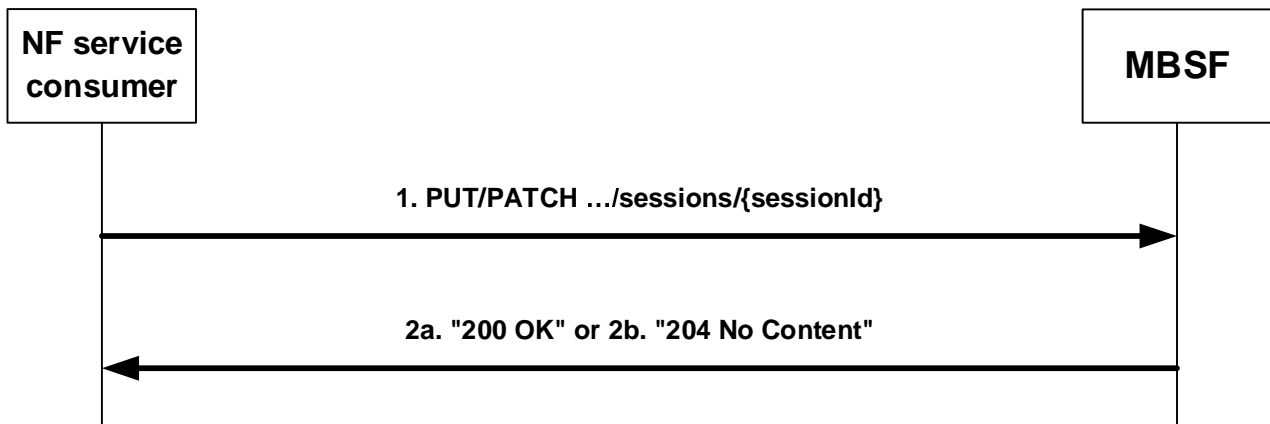 NF service
consumer
MBSF
1. PUT/PATCH …/sessions/{sessionId}
2a. "200 OK" or 2b. "204 No Content"